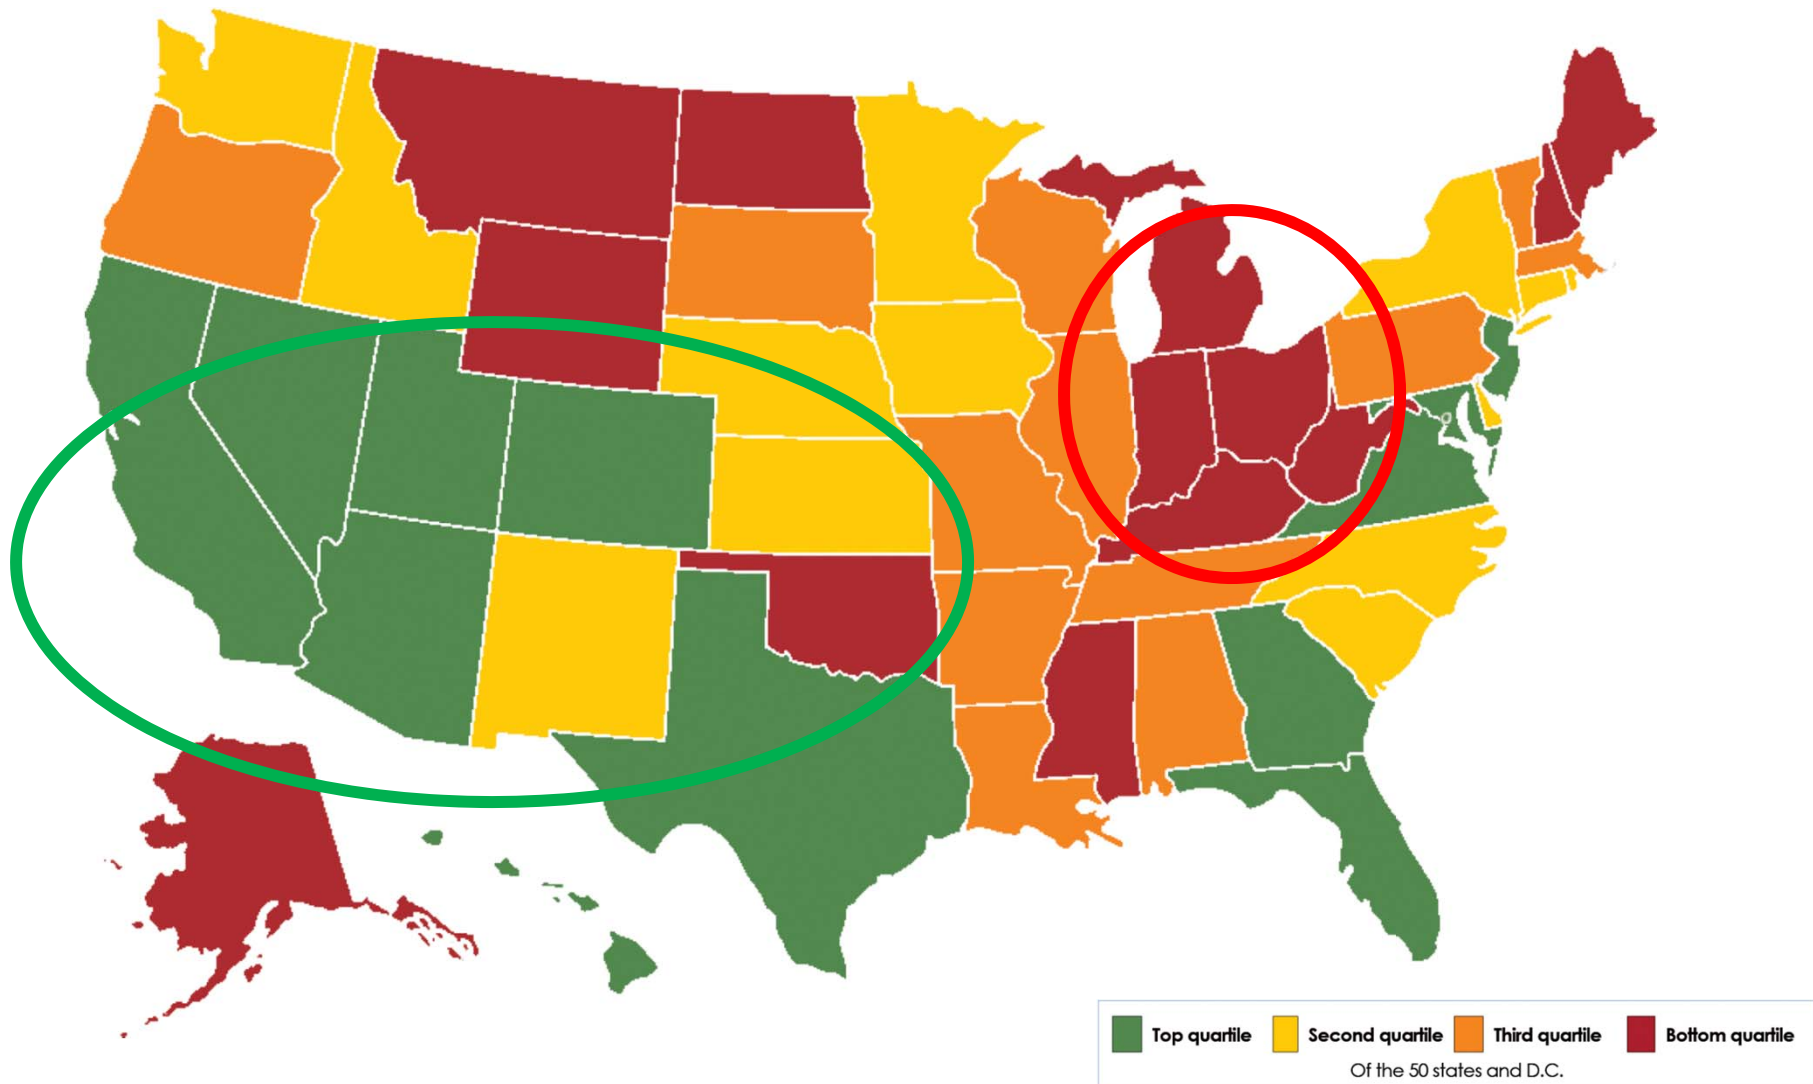 Top quartile Second quartile Third quartile Bottom quartile
Of the 50 states and D.C.